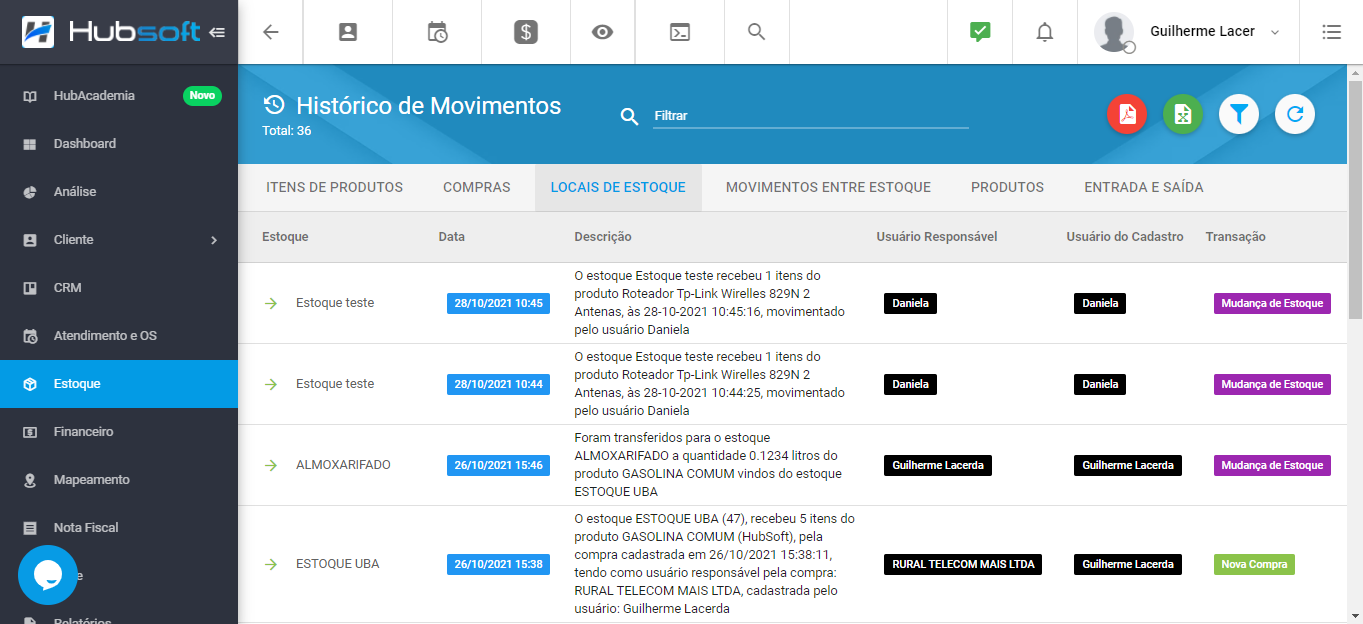 Hubsoft
Guilherme Lacer
HubAcademia
Novo
Dashboard
Análise
Cliente
CRM
Atendimento e OS
Estoque
Financeiro
Mapeamento
Nota Fiscal
e
Relatórios
Histórico de Movimentos
Total: 36
Filtrar
ITENS DE PRODUTOS
COMPRAS
LOCAIS DE ESTOQUE
MOVIMENTOS ENTRE ESTOQUE
PRODUTOS
ENTRADA E SAÍDA
Estoque
Data
Descrição
Usuário Responsável
Usuário do Cadastro
Transação
Estoque teste
28/10/2021 10:45
O estoque Estoque teste recebeu 1 itens do
produto Roteador Tp-Link Wirelles 829N 2
Antenas, às 28-10-2021 10:45:16, movimentado
pelo usuário Daniela
Daniela
Daniela
Mudança de Estoque
Estoque teste
28/10/2021 10:44
O estoque Estoque teste recebeu 1 itens do
produto Roteador Tp-Link Wirelles 829N 2
Antenas, às 28-10-2021 10:44:25, movimentado
pelo usuário Daniela
Daniela
Daniela
Mudança de Estoque
ALMOXARIFADO
26/10/2021 15:46
Foram transferidos para o estoque
ALMOXARIFADO a quantidade 0.1234 litros do
produto GASOLINA COMUM vindos do estoque
ESTOQUE UBA
Guilherme Lacerda
Guilherme Lacerda
Mudança de Estoque
ESTOQUE UBA
26/10/2021 15:38
O estoque ESTOQUE UBA (47), recebeu 5 itens do
produto GASOLINA COMUM (HubSoft), pela
compra cadastrada em 26/10/2021 15:38:11,
tendo como usuário responsável pela compra:
RURAL TELECOM MAIS LTDA, cadastrada pelo
usuário: Guilherme Lacerda
RURAL TELECOM MAIS LTDA
Guilherme Lacerda
Nova Compra